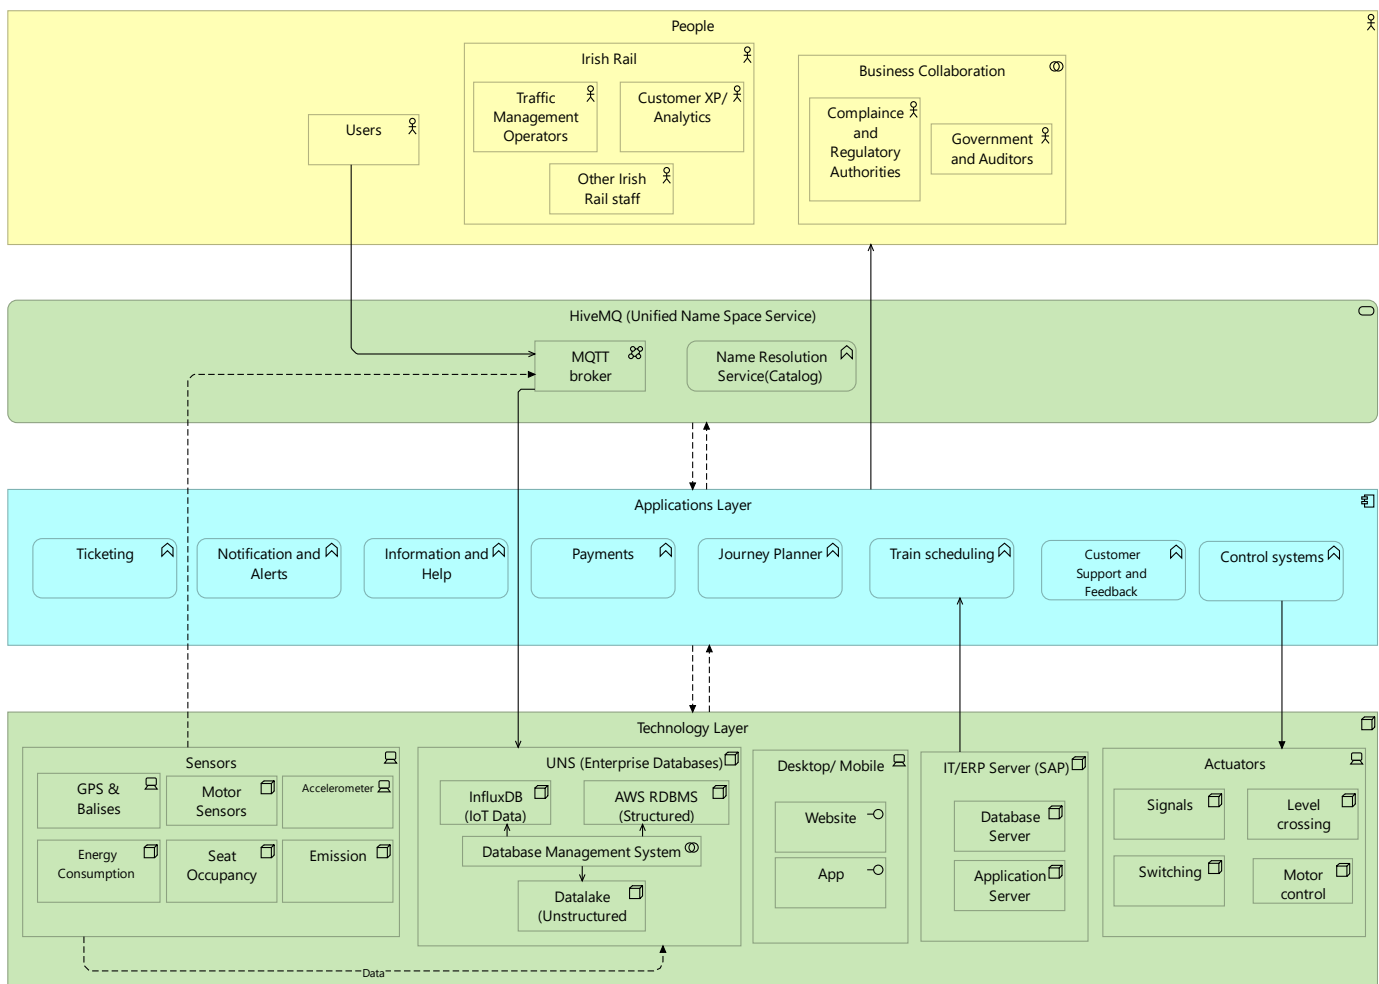 People
Irish Rail
Traffic
Management
Operators
Customer XP/
Analytics
Other Irish
Rail staff
Business Collaboration
Complaince
and
Regulatory
Authorities
Government
and Auditors
Users
HiveMQ (Unified Name Space Service)
MQTT
broker
Name Resolution
Service(Catalog)
Applications Layer
Ticketing
Notification and
Alerts
Information and
Help
Payments
Journey Planner
Train scheduling
Customer
Support and
Feedback
Control systems
Technology Layer
Sensors
GPS &
Balises
Motor
Sensors
Accelerometer
Energy
Consumption
Seat
Occupancy
Emission
UNS (Enterprise Databases)
InfluxDB
(IoT Data)
AWS RDBMS
(Structured)
Database Management System
Datalake
(Unstructured
Desktop/ Mobile
Website
App
IT/ERP Server (SAP)
Database
Server
Application
Server
Actuators
Signals
Level
crossing
Switching
Motor
control
Data